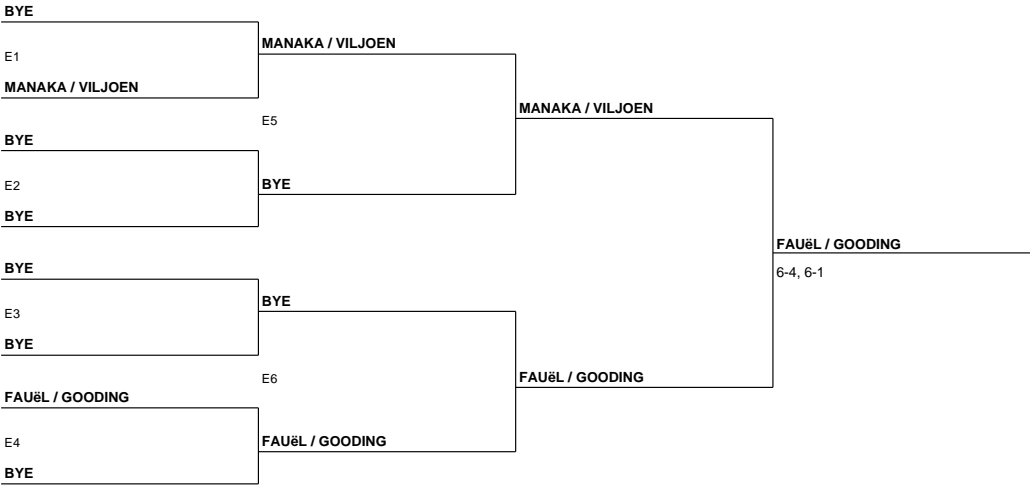 BYE
E1
MANAKA / VILJOEN
MANAKA / VILJOEN
E5
BYE
E2
BYE
BYE
MANAKA / VILJOEN
BYE
E3
BYE
BYE
E6
FAUëL / GOODING
E4
BYE
FAUëL / GOODING
FAUëL / GOODING
FAUëL / GOODING
6-4, 6-1